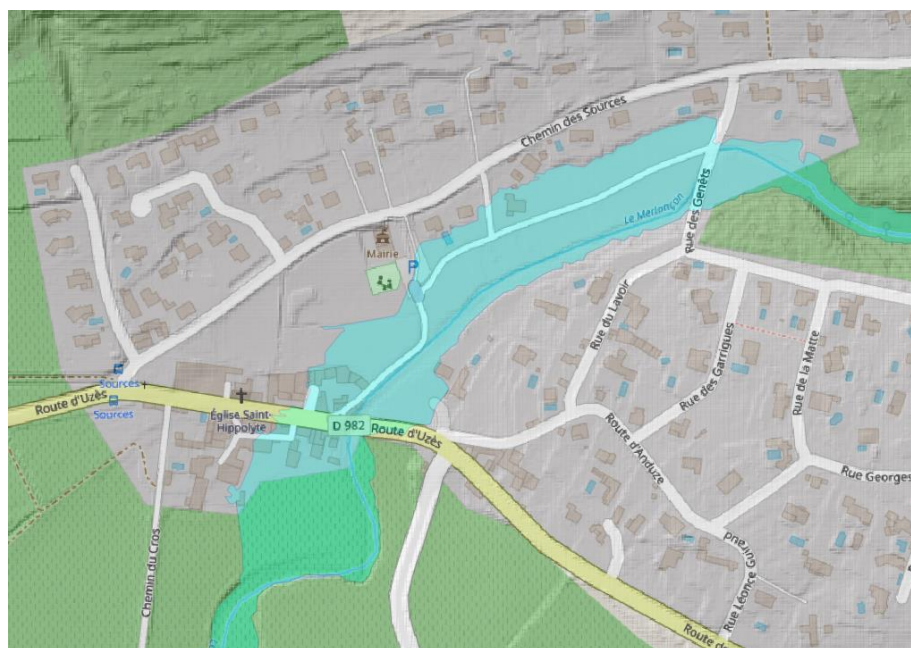 Chemin des Sources
Le Merlançon
Rue des Genêts
Mairie
P
Rue du Lavoir
Rue des Garrigues
Rue de la Matte
Sources
Route d'Uzès
Sources
Église Saint-
Hippolyte
D 982
Route d'Uzès
Route d'Anduze
Rue Georges
Chemin du Cros
Rue Léonce Guiraud
Route d